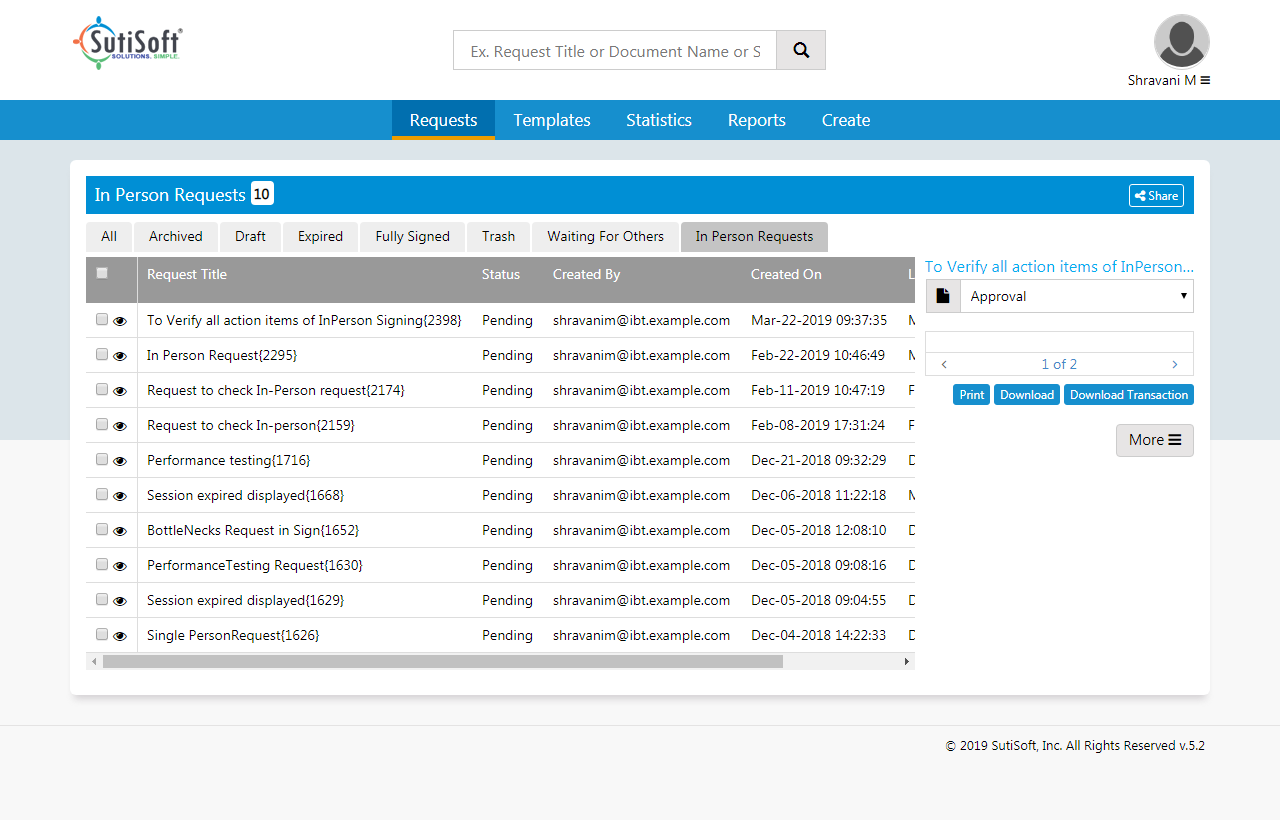 SutiSoft®
SOLUTIONS. SIMPLE.
Ex. Request Title or Document Name or S
Shravani M
Requests Templates Statistics Reports Create
In Person Requests 10
Share
All Archived Draft Expired Fully Signed Trash Waiting For Others In Person Requests
Request Title Status Created By Created On L
To Verify all action items of InPerson Signing{2398} Pending shravanim@ibt.example.com Mar-22-2019 09:37:35
In Person Request{2295} Pending shravanim@ibt.example.com Feb-22-2019 10:46:49
Request to check In-Person request{2174} Pending shravanim@ibt.example.com Feb-11-2019 10:47:19
Request to check In-person{2159} Pending shravanim@ibt.example.com Feb-08-2019 17:31:24
Performance testing{1716} Pending shravanim@ibt.example.com Dec-21-2018 09:32:29
Session expired displayed{1668} Pending shravanim@ibt.example.com Dec-06-2018 11:22:18
BottleNecks Request in Sign{1652} Pending shravanim@ibt.example.com Dec-05-2018 12:08:10
PerformanceTesting Request{1630} Pending shravanim@ibt.example.com Dec-05-2018 09:08:16
Session expired displayed{1629} Pending shravanim@ibt.example.com Dec-05-2018 09:04:55
Single PersonRequest{1626} Pending shravanim@ibt.example.com Dec-04-2018 14:22:33
To Verify all action items of InPerson...
Approval
1 of 2
Print Download Download Transaction
More
© 2019 SutiSoft, Inc. All Rights Reserved v.5.2